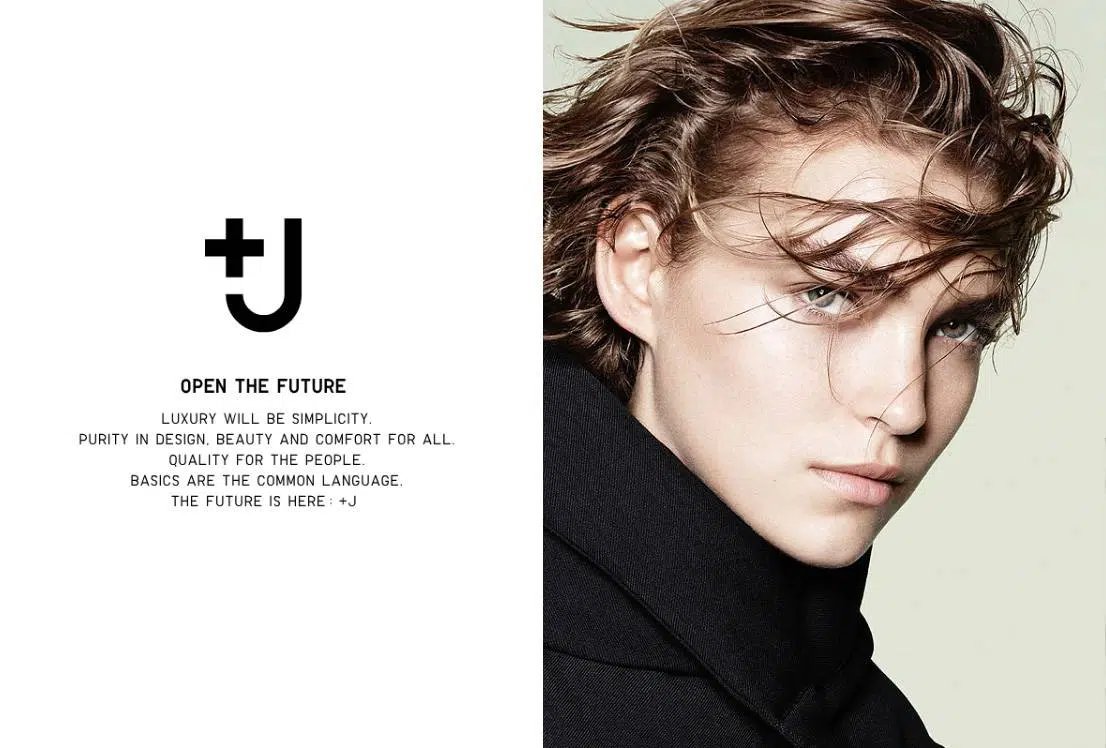 +J
OPEN THE FUTURE
LUXURY WILL BE SIMPLICITY.
PURITY IN DESIGN, BEAUTY AND COMFORT FOR ALL.
QUALITY FOR THE PEOPLE.
BASICS ARE THE COMMON LANGUAGE.
THE FUTURE IS HERE : +J